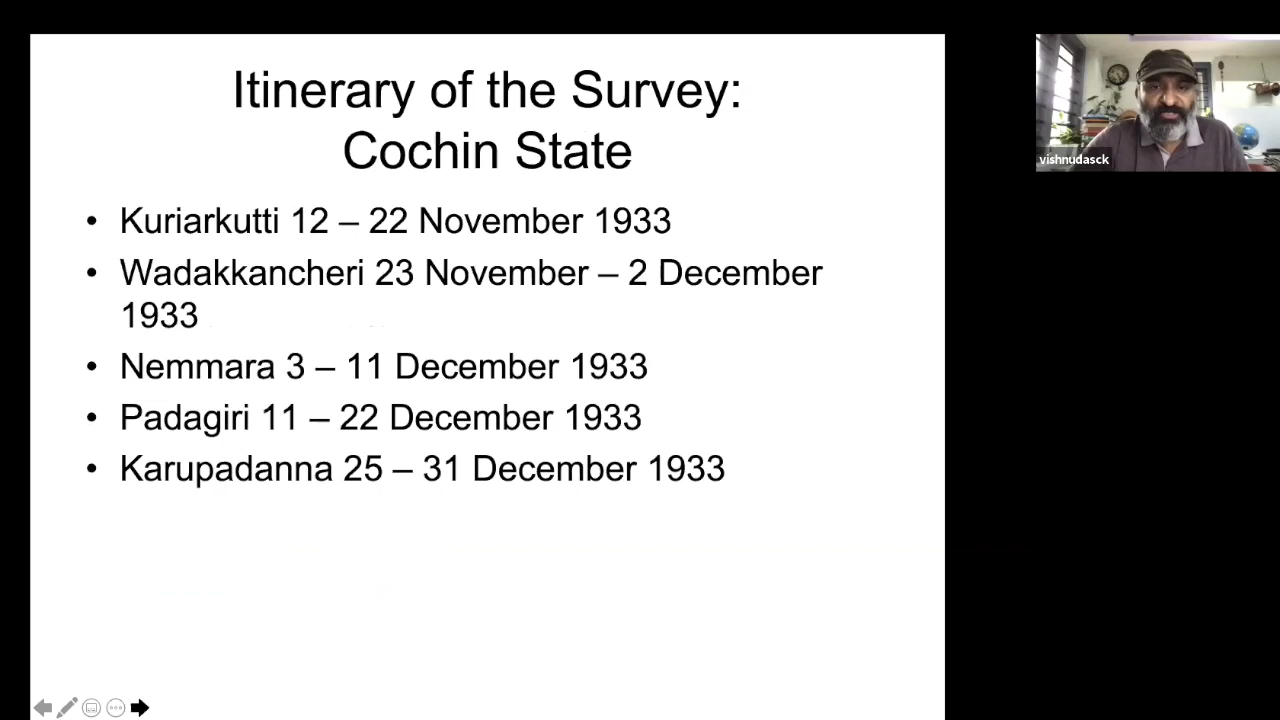 Itinerary of the Survey:
Cochin State
• Kuriarkutti 12 – 22 November 1933
• Wadakkancheri 23 November – 2 December
1933
• Nemmara 3 – 11 December 1933
• Padagiri 11 – 22 December 1933
• Karupadanna 25 – 31 December 1933
vishnudasck